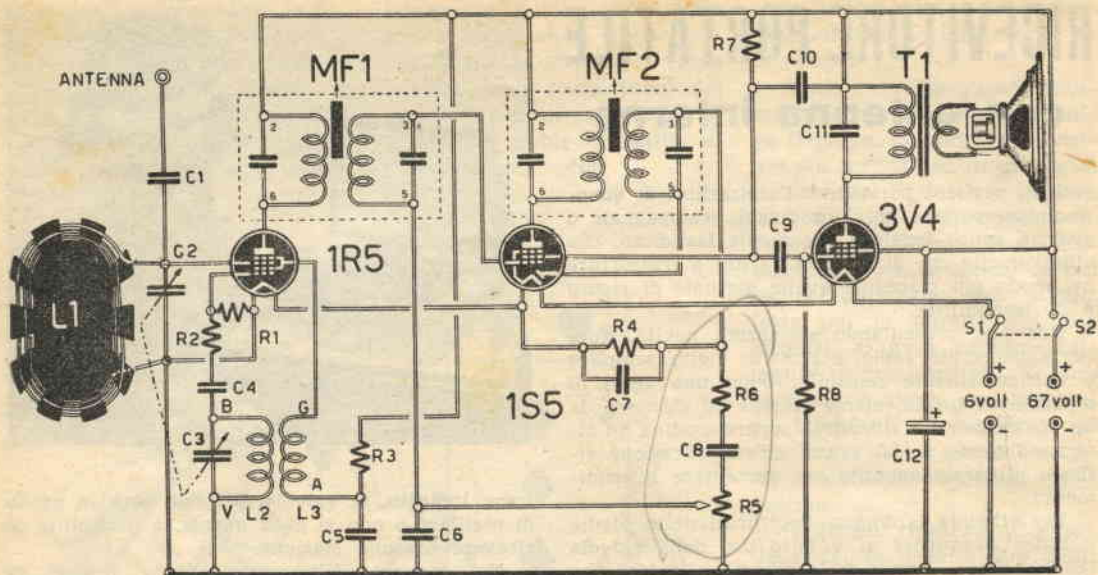 ANTENNA
C1
L1
C2
R2
R1
C4
C3
B
G
V
L2
L3
A
R3
C5
C6
MF1
2
6
3
5
1R5
MF2
2
6
5
1S5
R4
C7
R6
C8
R5
R7
C10
C11
T1
C9
3V4
R8
C12
S1
S2
+
+
+
6volt
67volt
-
-